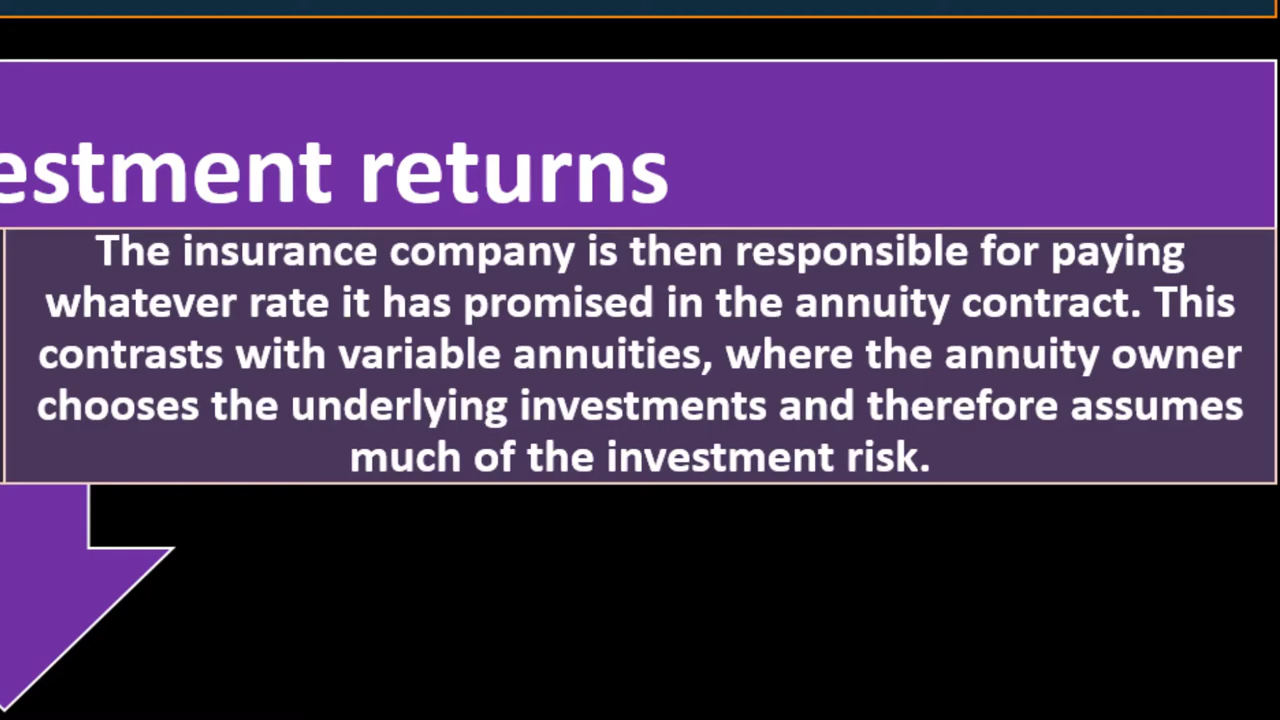 estment returns
The insurance company is then responsible for paying
whatever rate it has promised in the annuity contract. This
contrasts with variable annuities, where the annuity owner
chooses the underlying investments and therefore assumes
much of the investment risk.